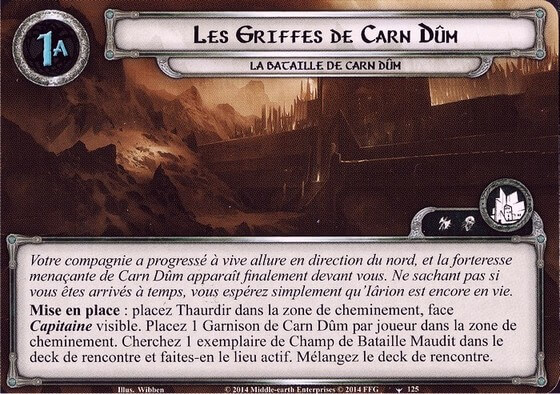 1A
Les Griffes de Carn Dûm
La Bataille de Carn Dûm
Votre compagnie a progressé à vive allure en direction du nord, et la forteresse
menaçante de Carn Dûm apparaît finalement devant vous. Ne sachant pas si
vous êtes arrivés à temps, vous espérez simplement qu'Iârion est encore en vie.
Mise en place : placez Thaurdir dans la zone de cheminement, face
Capitaine visible. Placez 1 Garnison de Carn Dûm par joueur dans la zone de
cheminement. Cherchez 1 exemplaire de Champ de Bataille Maudit dans le
deck de rencontre et faites-en le lieu actif. Mélangez le deck de rencontre.
Illus. Wibben © 2014 Middle-earth Enterprises © 2014 FFG 125